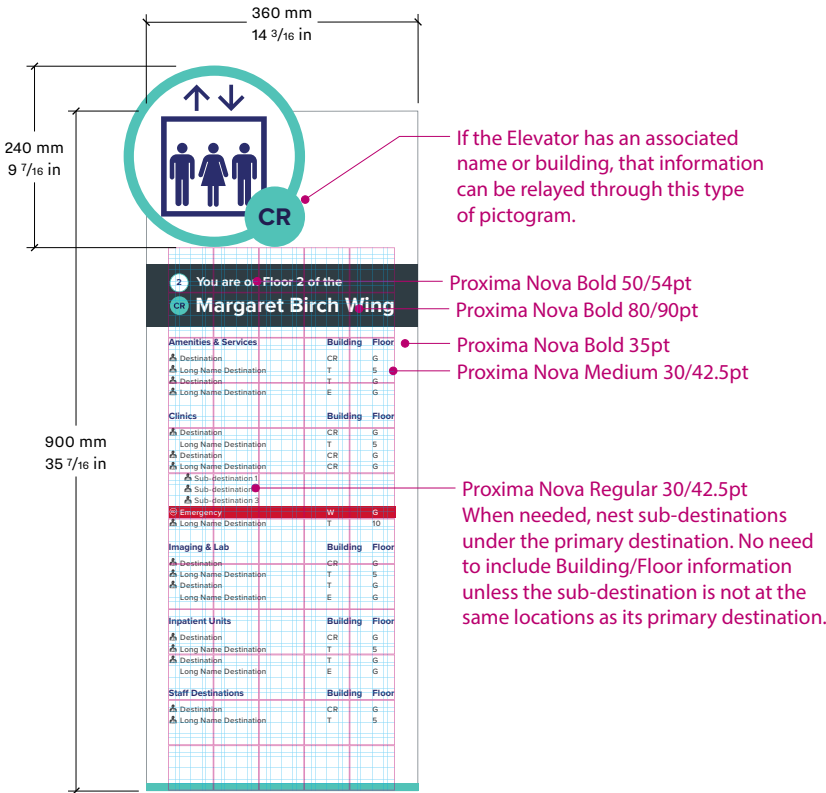 360 mm
14 3/16 in
240 mm
9 7/16 in
CR
If the Elevator has an associated
name or building, that information
can be relayed through this type
of pictogram.
2 You are on Floor 2 of the
CR Margaret Birch Wing
Proxima Nova Bold 50/54pt
Proxima Nova Bold 80/90pt
Proxima Nova Bold 35pt
Proxima Nova Medium 30/42.5pt
Amenities & Services Building Floor
Destination CR G
Long Name Destination T 5
Destination T G
Long Name Destination E G
Clinics Building Floor
Destination CR G
Long Name Destination T 5
Destination CR G
Long Name Destination CR G
Sub-destination 1
Sub-destination
Sub-destination 3
Emergency W G
Long Name Destination T 10
900 mm
35 7/16 in
Proxima Nova Regular 30/42.5pt
When needed, nest sub-destinations
under the primary destination. No need
to include Building/Floor information
unless the sub-destination is not at the
same locations as its primary destination.
Imaging & Lab Building Floor
Destination CR G
Long Name Destination T 5
Destination T G
Long Name Destination E G
Inpatient Units Building Floor
Destination CR G
Long Name Destination T 5
Destination T G
Long Name Destination E G
Staff Destinations Building Floor
Destination CR G
Long Name Destination T 5